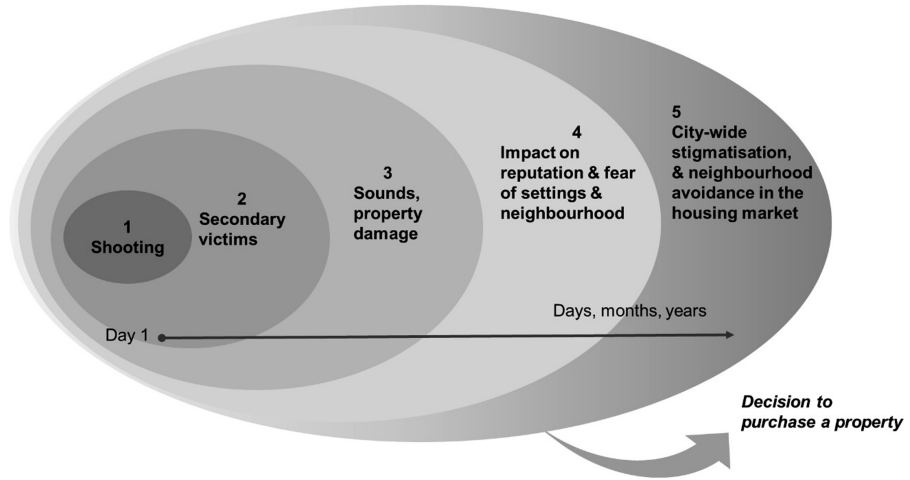 1
Shooting
2
Secondary
victims
3
Sounds,
property
damage
4
Impact on
reputation & fear
of settings &
neighbourhood
5
City-wide
stigmatisation,
& neighbourhood
avoidance in the
housing market
Days, months, years
Day 1
Decision to
purchase a property